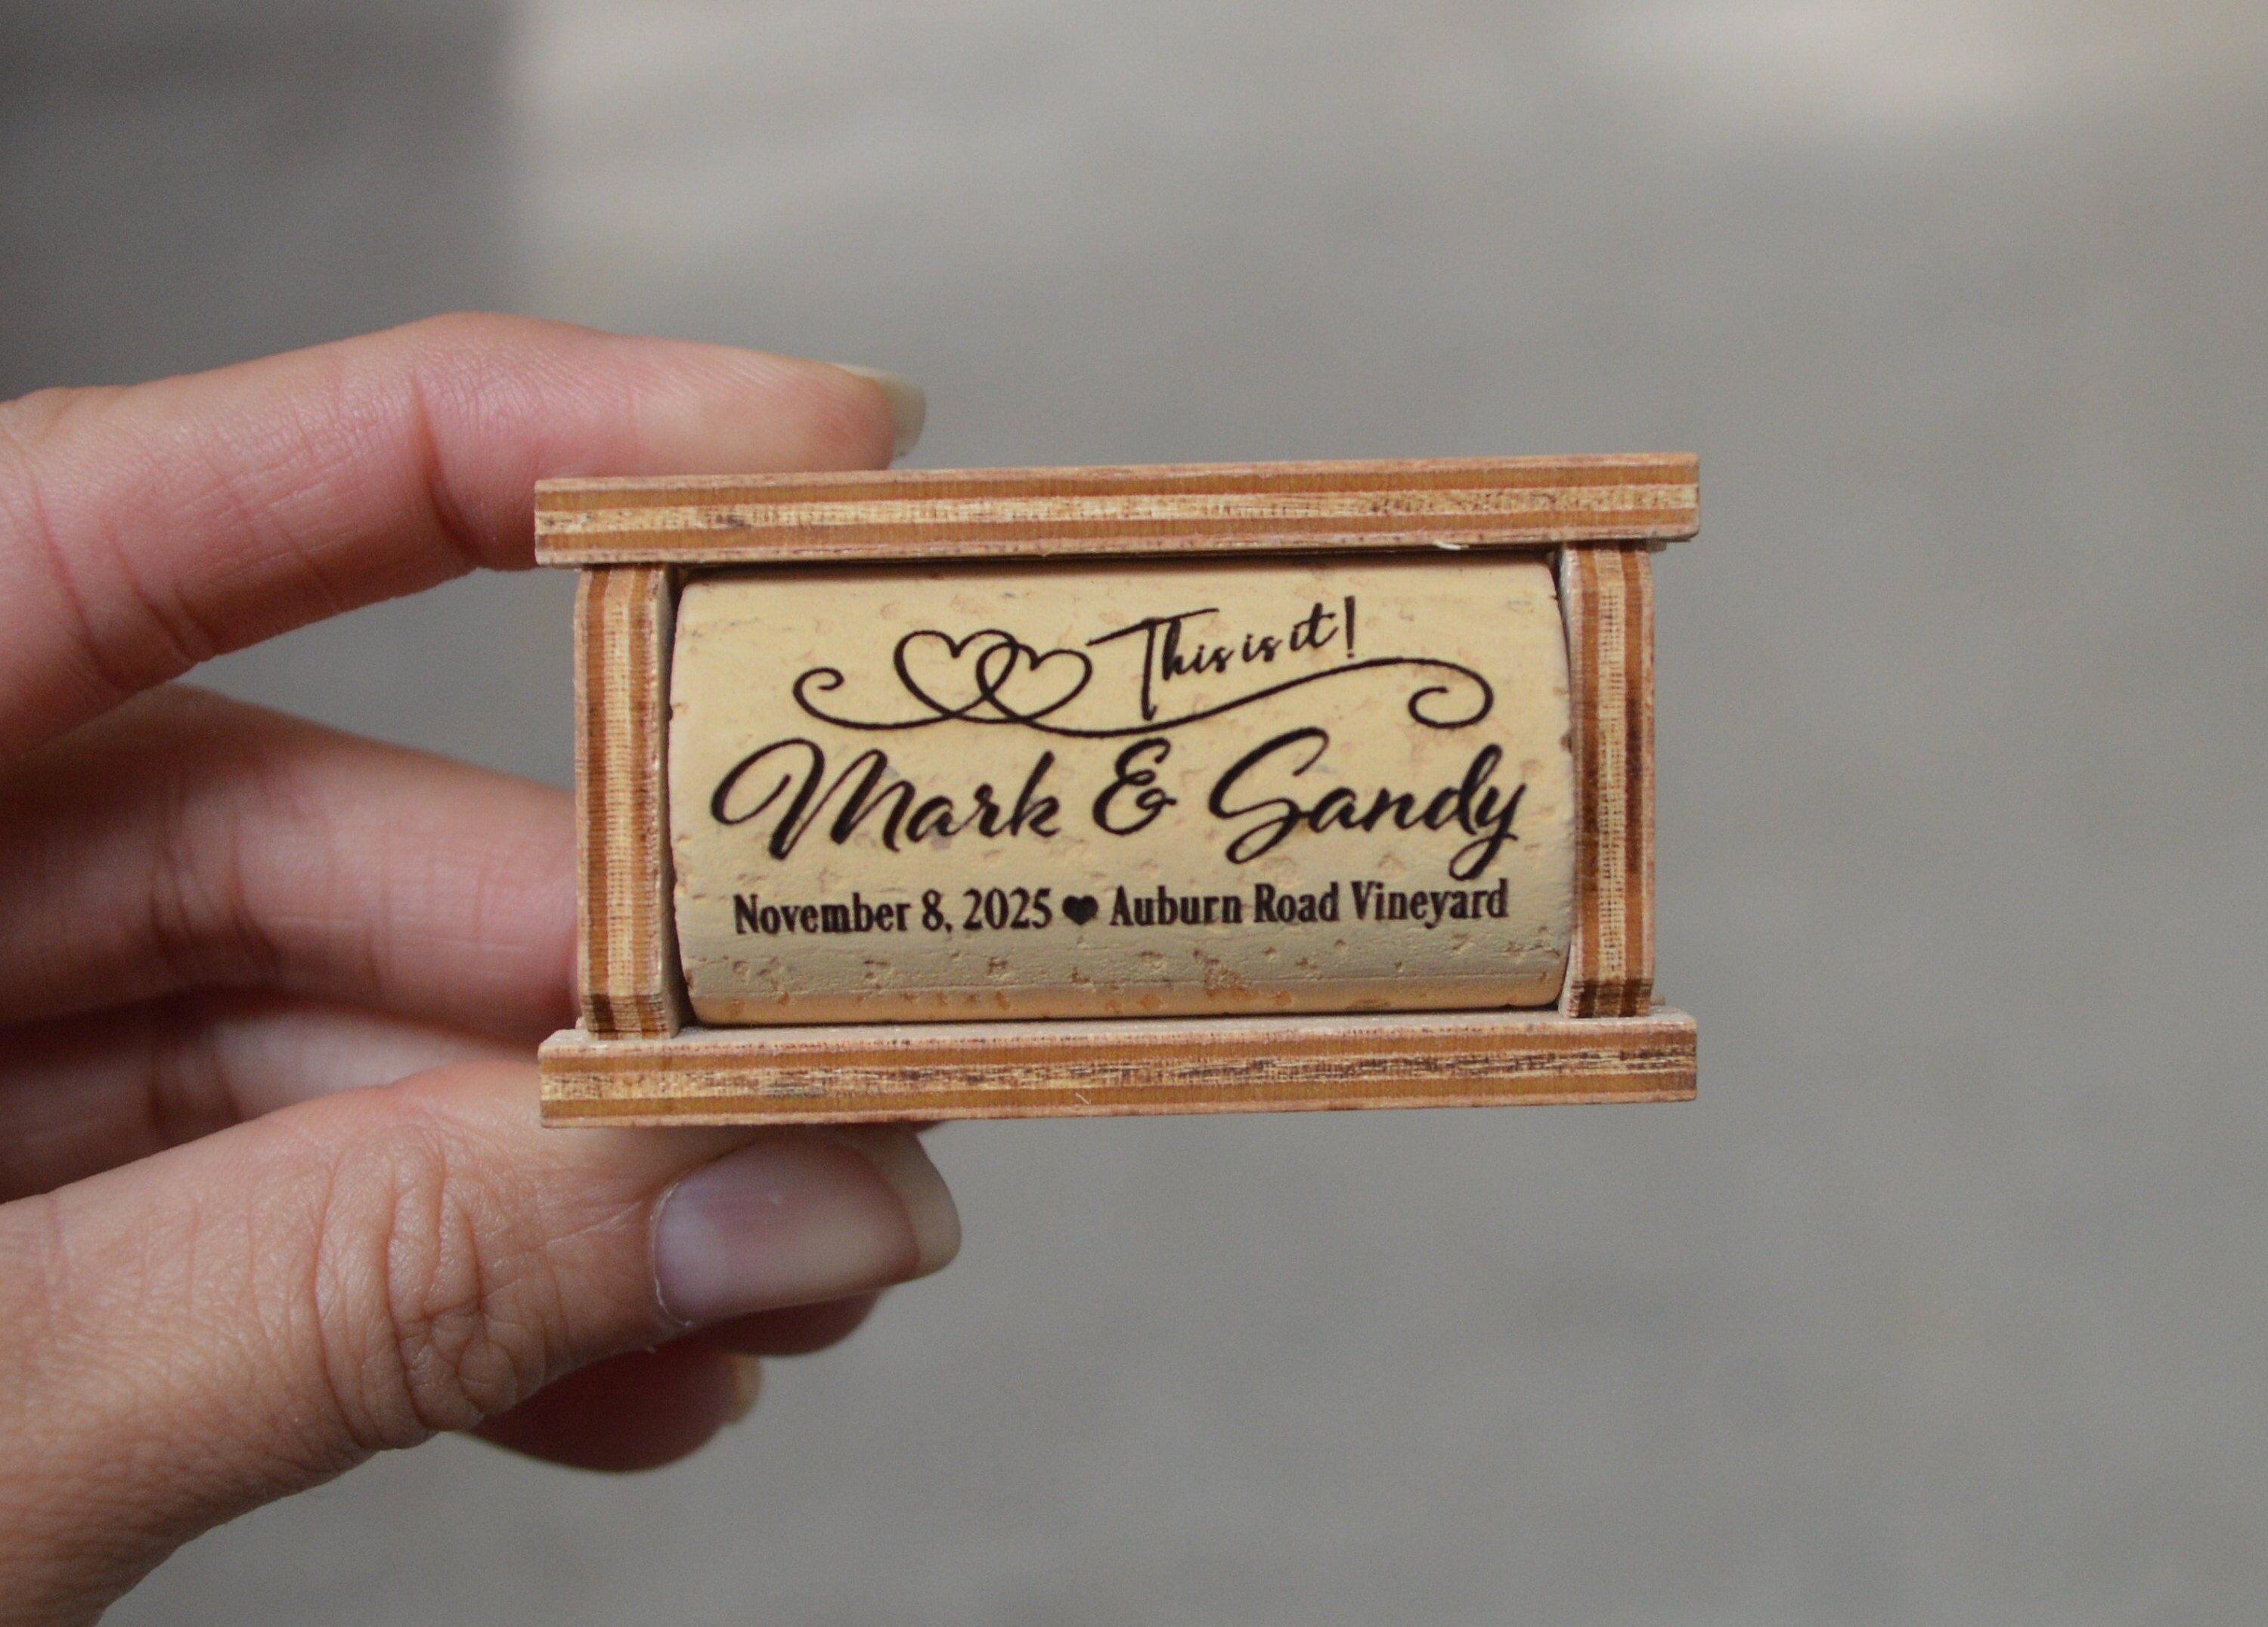 This is it!
Mark & Sandy
November 8, 2025 ♥ Auburn Road Vineyard